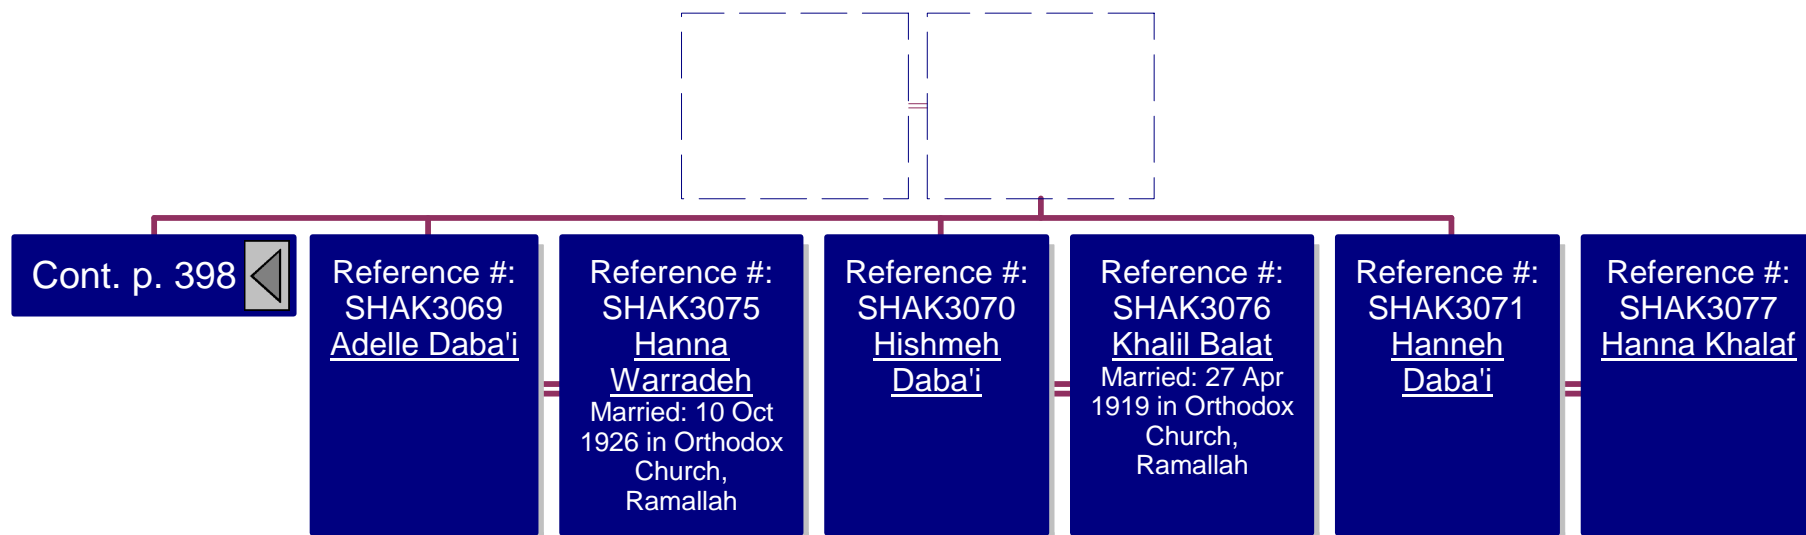 Cont. p. 398
Reference #:
SHAK3069
Adelle Daba'i
Reference #:
SHAK3075
Hanna
Warradeh
Married: 10 Oct
1926 in Orthodox
Church,
Ramallah
Reference #:
SHAK3070
Hishmeh
Daba'i
Reference #:
SHAK3076
Khalil Balat
Married: 27 Apr
1919 in Orthodox
Church,
Ramallah
Reference #:
SHAK3071
Hanneh
Daba'i
Reference #:
SHAK3077
Hanna Khalaf